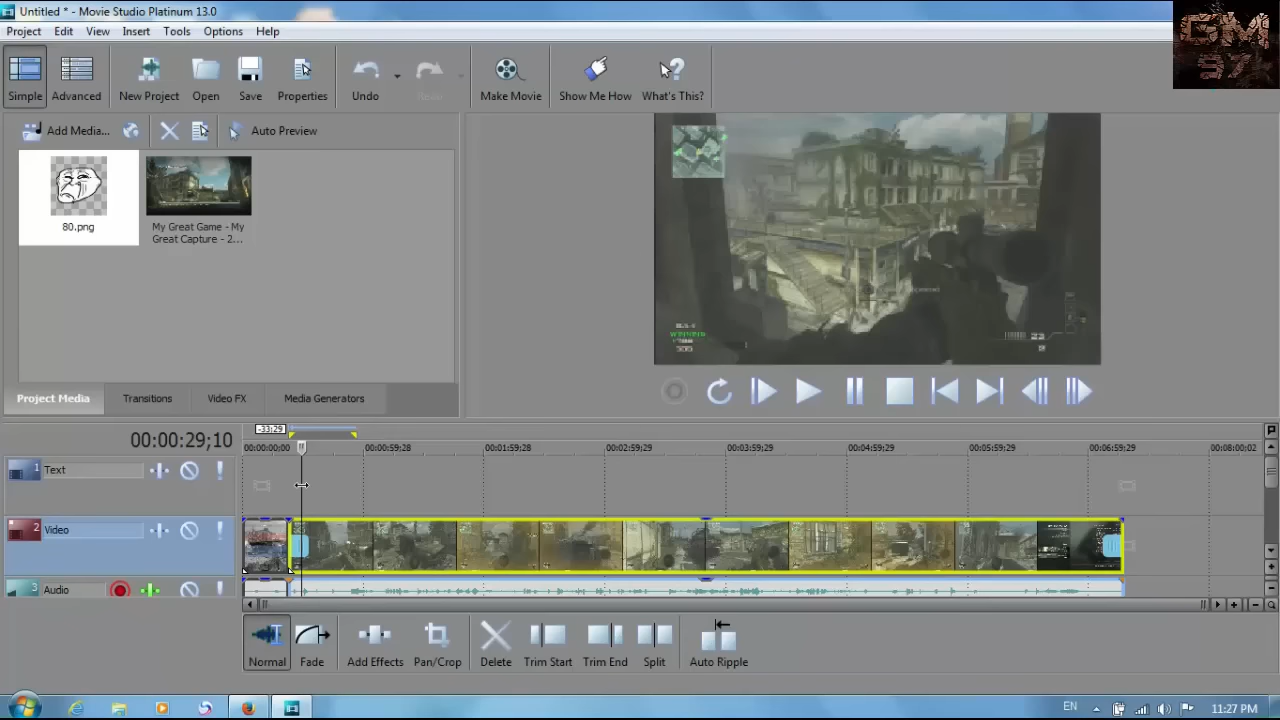 Untitled * - Movie Studio Platinum 13.0
Project Edit View Insert Tools Options Help
GM
97
Simple Advanced New Project Open Save Properties Undo Make Movie Show Me How What's This?
Add Media... Auto Preview
80.png
My Great Game - My
Great Capture - 2...
WINNER
22
Project Media Transitions Video FX Media Generators
-33:29
00:00:29;10
00:00:00;00 00:00:59;28 00:01:59;28 00:02:59;29 00:03:59;29 00:04:59;29 00:05:59;29 00:06:59;29 00:08:00;02
1 Text
2 Video
3 Audio
Normal Fade Add Effects Pan/Crop Delete Trim Start Trim End Split Auto Ripple
EN 11:27 PM